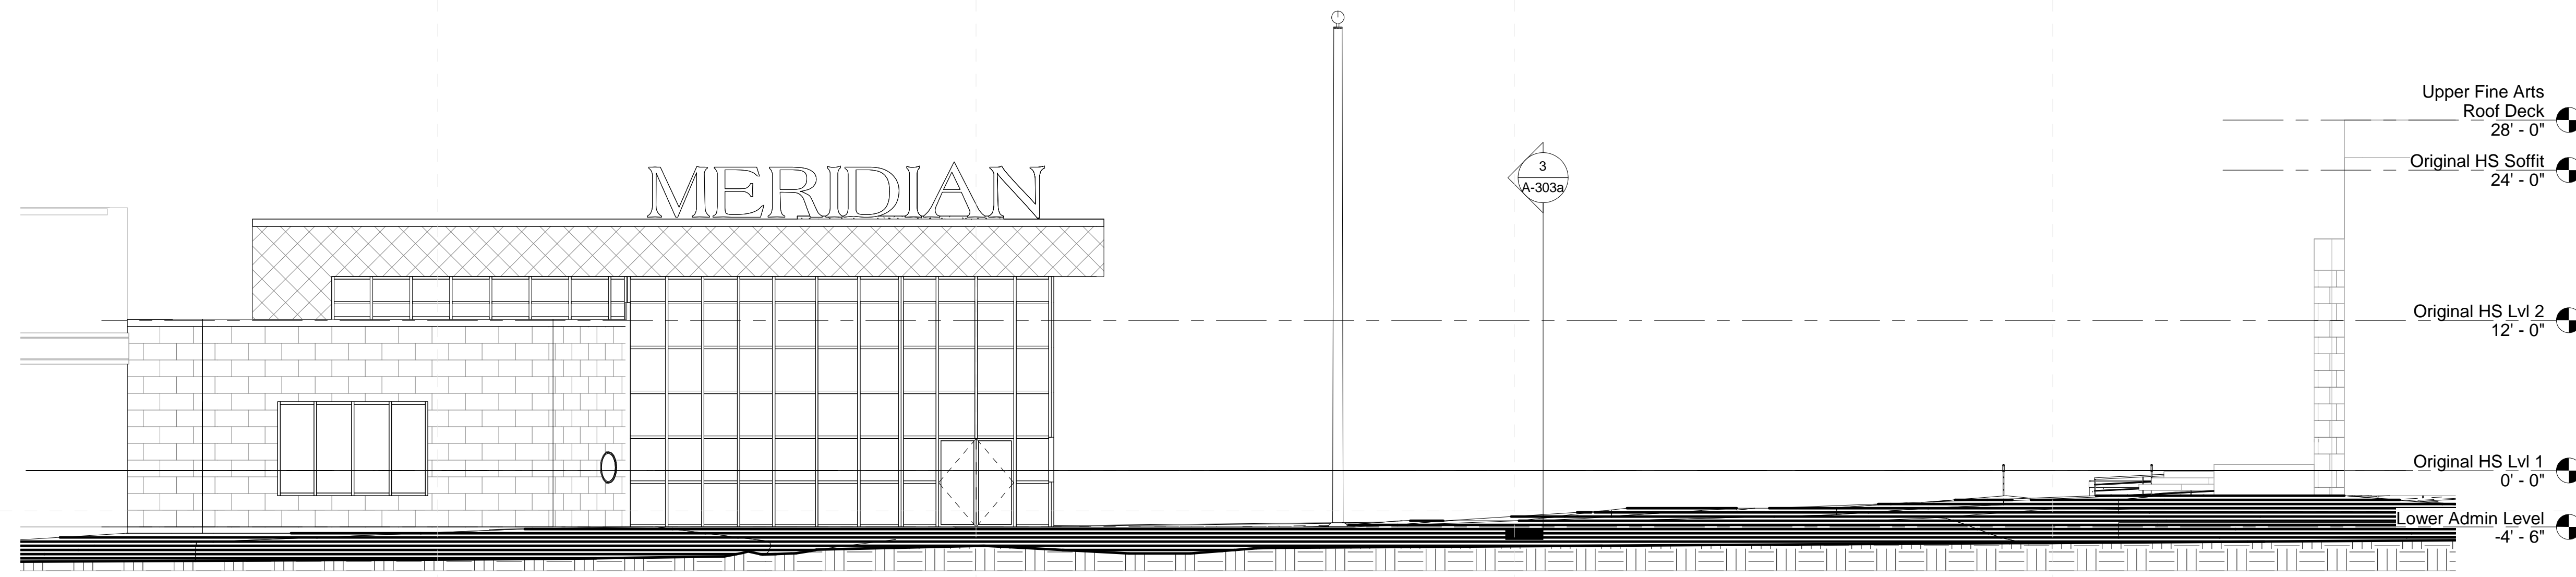 MERIDIAN
3
A-303a
Upper Fine Arts
Roof Deck
28' - 0"
Original HS Soffit
24' - 0"
Original HS Lvl 2
12' - 0"
Original HS Lvl 1
0' - 0"
Lower Admin Level
-4' - 6"